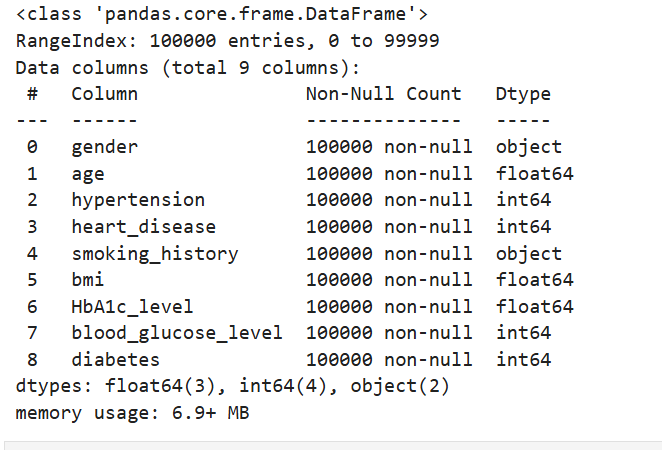 <class 'pandas.core.frame.DataFrame'>
RangeIndex: 100000 entries, 0 to 99999
Data columns (total 9 columns):
 #   Column               Non-Null Count   Dtype
---  ------               --------------   -----
 0   gender               100000 non-null  object
 1   age                  100000 non-null  float64
 2   hypertension         100000 non-null  int64
 3   heart_disease        100000 non-null  int64
 4   smoking_history      100000 non-null  object
 5   bmi                  100000 non-null  float64
 6   HbA1c_level          100000 non-null  float64
 7   blood_glucose_level  100000 non-null  int64
 8   diabetes             100000 non-null  int64
dtypes: float64(3), int64(4), object(2)
memory usage: 6.9+ MB